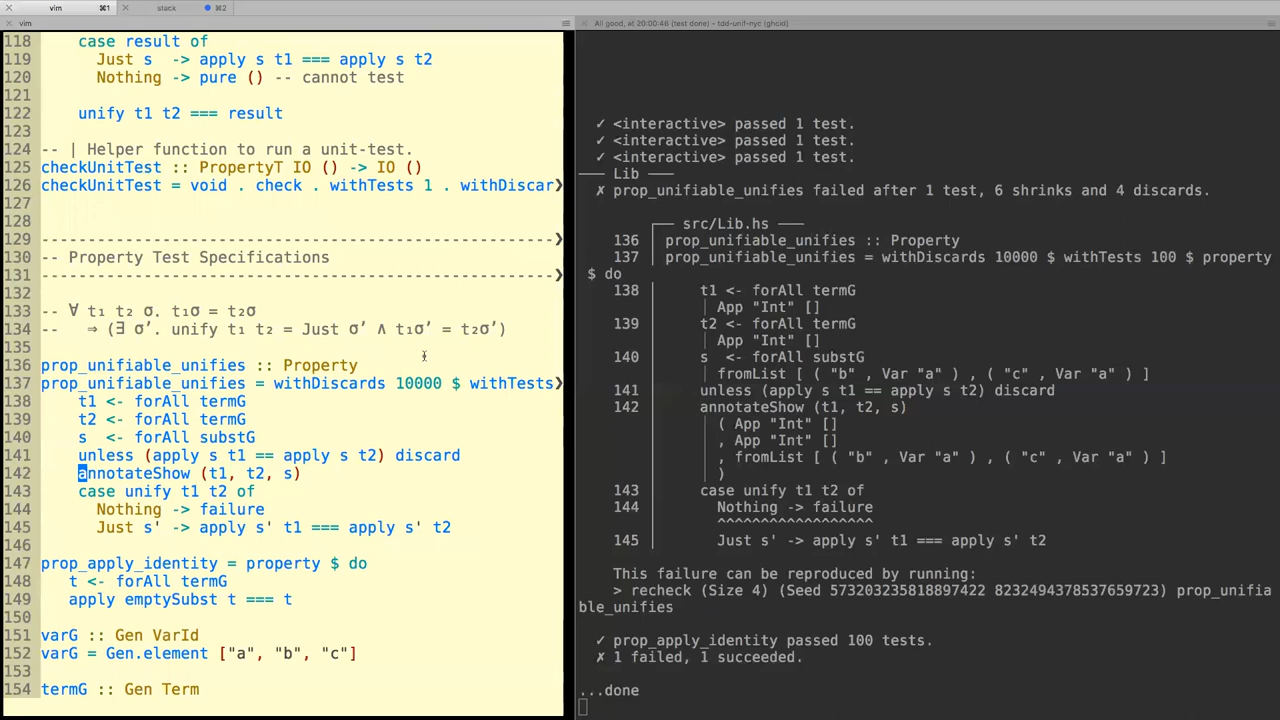 vim ⌘1 stack ⌘2
vim
All good, at 20:00:46 (test done) – tdd-unif-nyc (ghcid)
118     case result of
119       Just s  -> apply s t1 === apply s t2
120       Nothing -> pure () -- cannot test
121
122     unify t1 t2 === result
123
124 -- | Helper function to run a unit-test.
125 checkUnitTest :: PropertyT IO () -> IO ()
126 checkUnitTest = void . check . withTests 1 . withDiscar❯
127
128
129 ---------------------------------------------------------❯
130 -- Property Test Specifications
131 ---------------------------------------------------------❯
132
133 -- ∀ t₁ t₂ σ. t₁σ = t₂σ
134 --   ⇒ (∃ σ′. unify t₁ t₂ = Just σ′ ∧ t₁σ′ = t₂σ′)
135
136 prop_unifiable_unifies :: Property
137 prop_unifiable_unifies = withDiscards 10000 $ withTests❯
138     t1 <- forAll termG
139     t2 <- forAll termG
140     s  <- forAll substG
141     unless (apply s t1 == apply s t2) discard
142     annotateShow (t1, t2, s)
143     case unify t1 t2 of
144       Nothing -> failure
145       Just s' -> apply s' t1 === apply s' t2
146
147 prop_apply_identity = property $ do
148    t <- forAll termG
149    apply emptySubst t === t
150
151 varG :: Gen VarId
152 varG = Gen.element ["a", "b", "c"]
153
154 termG :: Gen Term
✓ <interactive> passed 1 test.
✓ <interactive> passed 1 test.
✓ <interactive> passed 1 test.
─── Lib ───
✗ prop_unifiable_unifies failed after 1 test, 6 shrinks and 4 discards.
┌── src/Lib.hs ───
136 │ prop_unifiable_unifies :: Property
137 │ prop_unifiable_unifies = withDiscards 10000 $ withTests 100 $ property
$ do
138 │     t1 <- forAll termG
│ App "Int" []
139 │     t2 <- forAll termG
│ App "Int" []
140 │     s  <- forAll substG
│ fromList [ ( "b" , Var "a" ) , ( "c" , Var "a" ) ]
141 │     unless (apply s t1 == apply s t2) discard
142 │     annotateShow (t1, t2, s)
│ ( App "Int" []
│ , App "Int" []
│ , fromList [ ( "b" , Var "a" ) , ( "c" , Var "a" ) ]
│ )
143 │     case unify t1 t2 of
144 │       Nothing -> failure
│       ^^^^^^^^^^^^^^^^^^
145 │       Just s' -> apply s' t1 === apply s' t2
This failure can be reproduced by running:
> recheck (Size 4) (Seed 573203235818897422 8232494378537659723) prop_unifia
ble_unifies
✓ prop_apply_identity passed 100 tests.
✗ 1 failed, 1 succeeded.
...done